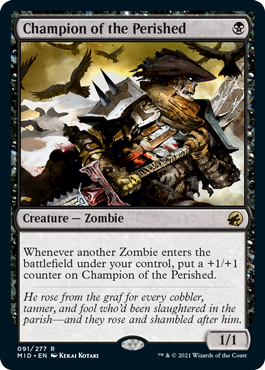 Champion of the Perished
Creature — Zombie
Whenever another Zombie enters the
battlefield under your control, put a +1/+1
counter on Champion of the Perished.
He rose from the graf for every cobbler,
tanner, and fool who'd been slaughtered in the
parish—and they rose and shambled after him.
1/1
091/277 R
MID • EN KEKAI KOTAKI
™ & © 2021 Wizards of the Coast